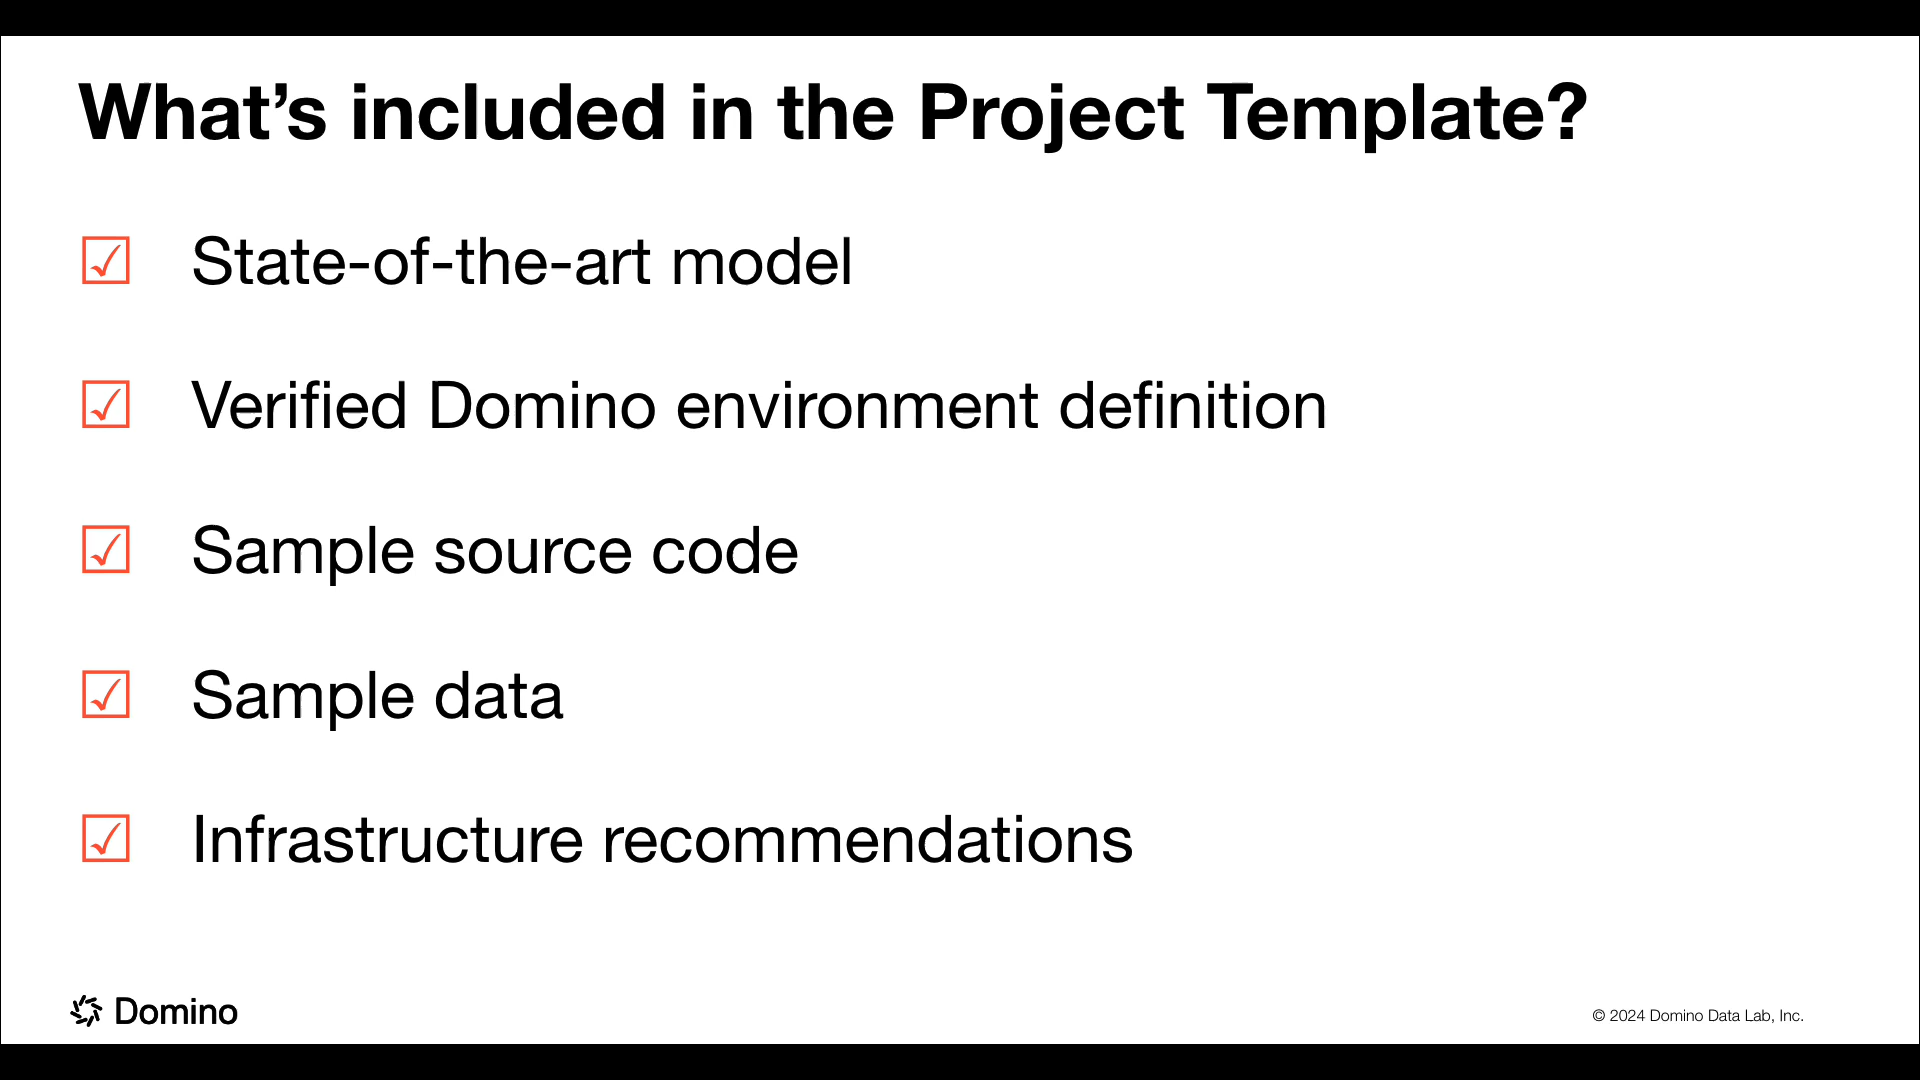 What’s included in the Project Template?
☑ State-of-the-art model
☑ Verified Domino environment definition
☑ Sample source code
☑ Sample data
☑ Infrastructure recommendations
Domino
© 2024 Domino Data Lab, Inc.